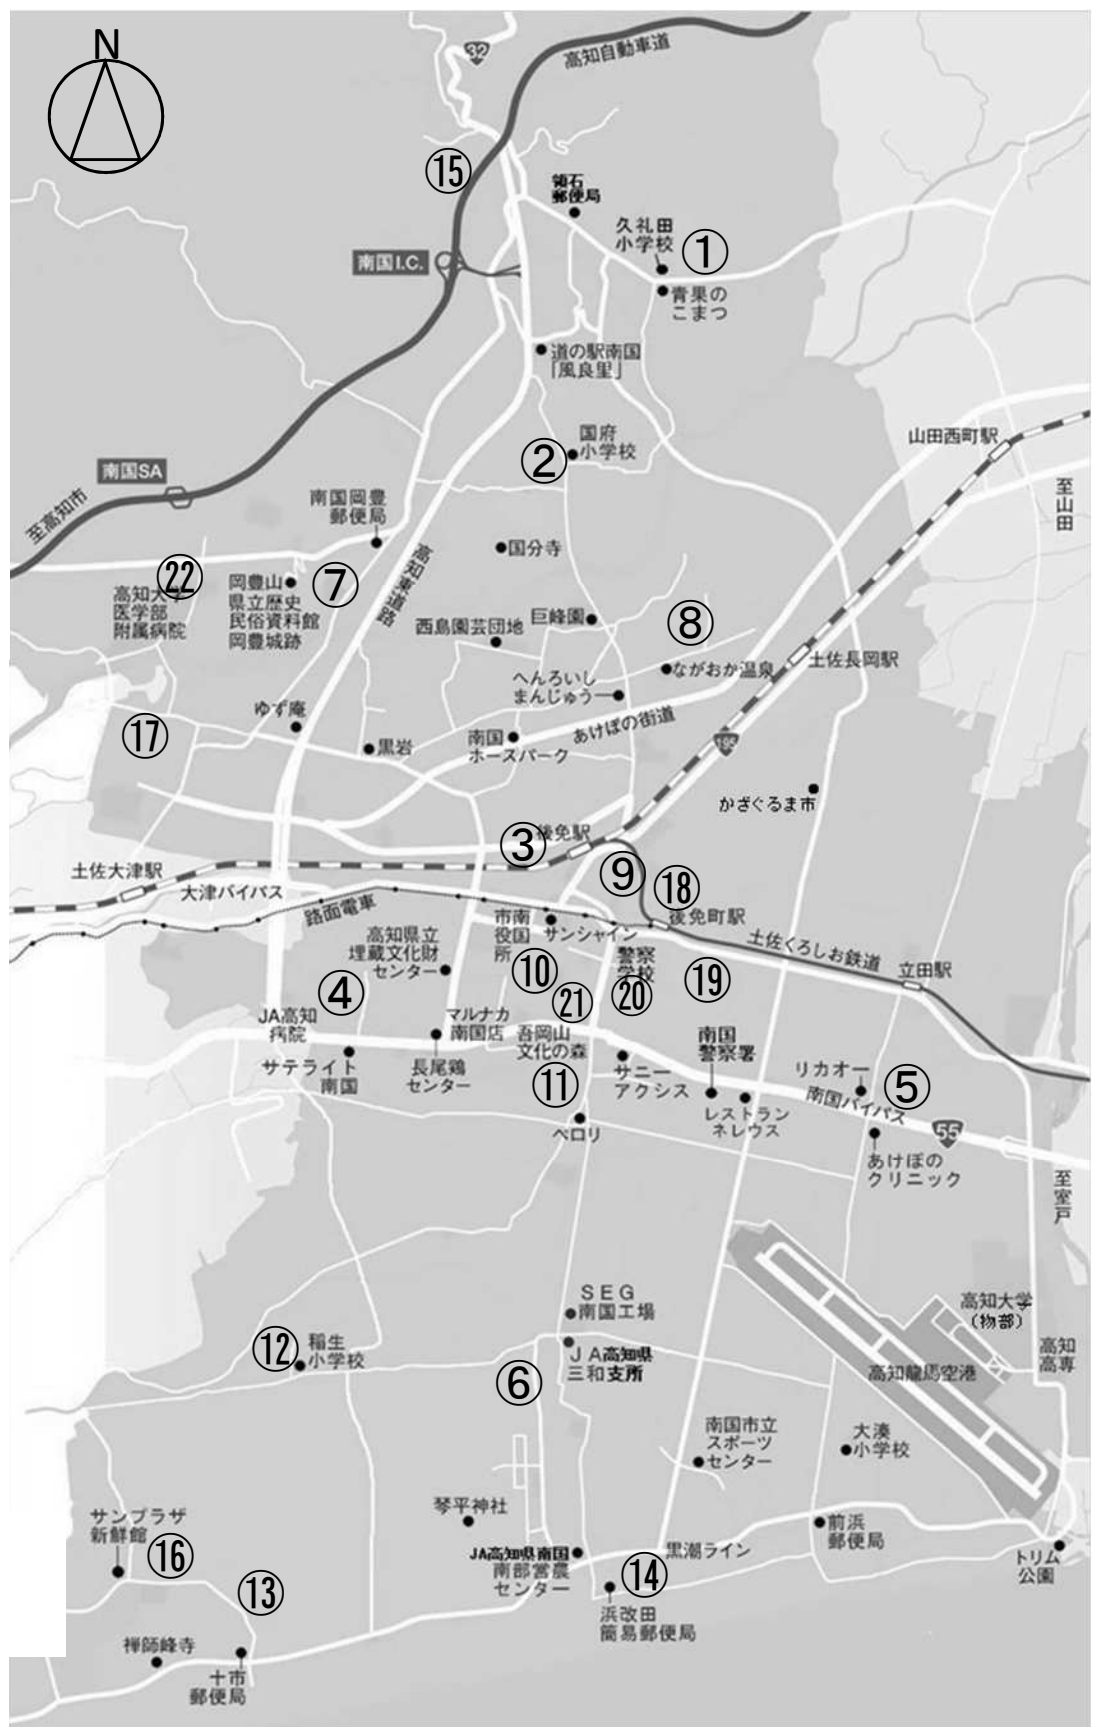 N
32
高知自動車道
⑮
領石
郵便局
久礼田
小学校
①
南国I.C.
青果の
こまつ
道の駅南国
「風良里」
国府
小学校
②
山田西町駅
南国SA
至高知市
至山田
南国岡豊
郵便局
高知東道路
国分寺
㉒
高知大学
医学部
附属病院
岡豊山
県立歴史
民俗資料館
岡豊城跡
⑦
巨峰園
⑧
西島園芸団地
土佐長岡駅
ながおか温泉
へんろいし
まんじゅう
ゆず庵
⑰
黒岩
南国
ホースパーク
あけぼの街道
195
かざぐるま市
③
後免駅
土佐大津駅
大津バイパス
⑨
⑱
路面電車
市南
役国
所
サンシャイン
後免町駅
土佐くろしお鉄道
立田駅
高知県立
埋蔵文化財
センター
警察
学校
④
⑩
㉑
⑳
⑲
JA高知
病院
マルナカ
南国店
吾岡山
文化の森
南国
警察署
サテライト
南国
長尾鶏
センター
⑪
サニー
アクシス
リカオー
⑤
南国バイパス
レストラン
ネレウス
55
ペロリ
あけぼの
クリニック
至室戸
SEG
南国工場
高知大学
(物部)
⑫
稲生
小学校
JA高知県
三和支所
⑥
高知龍馬空港
高知
高専
南国市立
スポーツ
センター
大湊
小学校
サンプラザ
新鮮館
⑯
琴平神社
前浜
郵便局
JA高知県南国
南部営農
センター
黒潮ライン
トリム
公園
⑬
⑭
浜改田
簡易郵便局
禅師峰寺
十市
郵便局